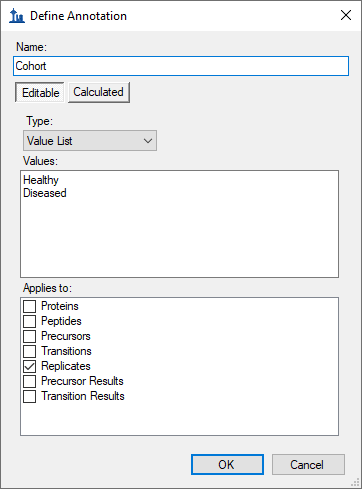 Define Annotation
Name:
Cohort
Editable
Calculated
Type:
Value List
Values:
Healthy
Diseased
Applies to:
Proteins
Peptides
Precursors
Transitions
Replicates
Precursor Results
Transition Results
OK
Cancel